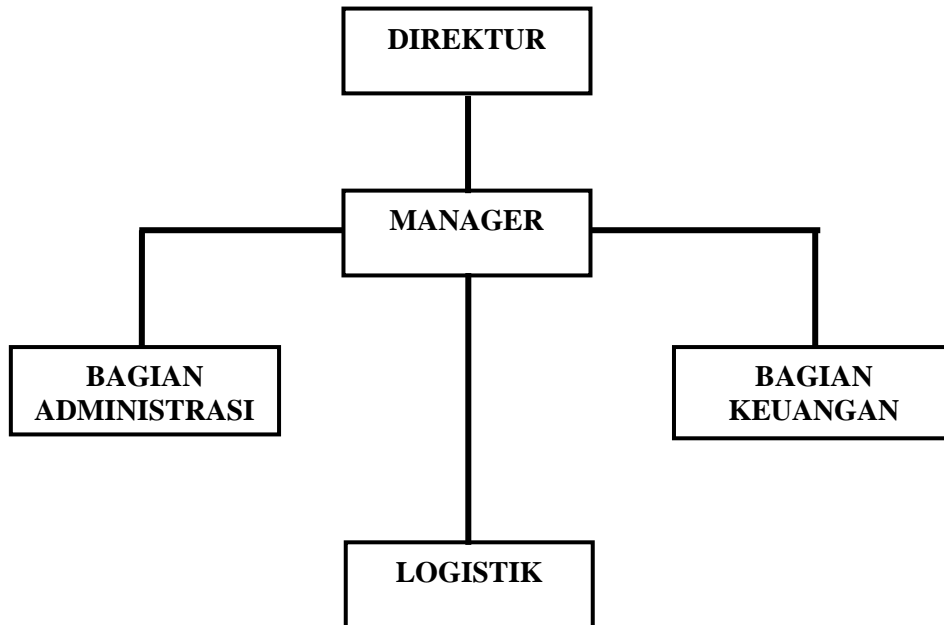 DIREKTUR
MANAGER
BAGIAN
ADMINISTRASI
BAGIAN
KEUANGAN
LOGISTIK